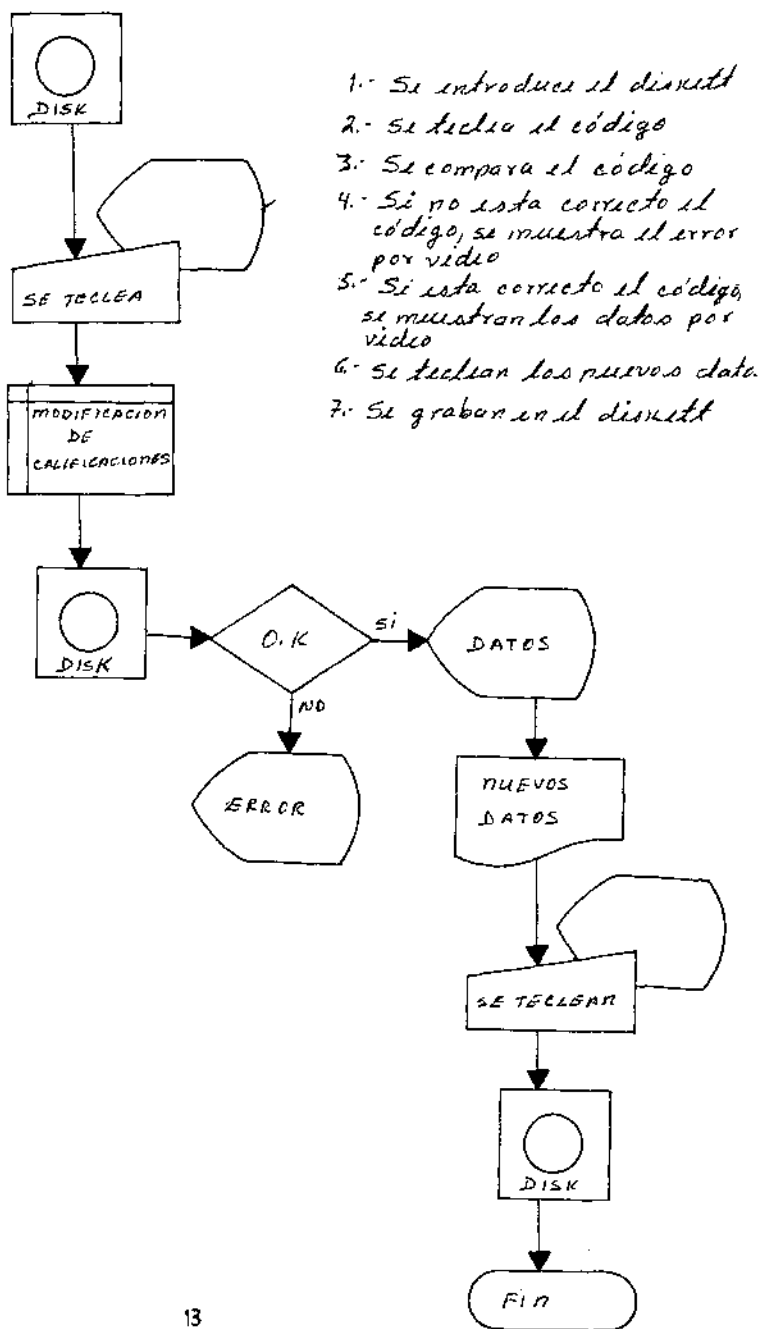 DISK
1.- Se introduce el diskett
2.- Se teclea el código
3.- Se compara el código
4.- Si no esta correcto el
código, se muestra el error
por video
5.- Si esta correcto el código,
se muestran los datos por
video
6.- Se teclean los nuevos data
7.- Se graban en el diskett
SE TECLEA
MODIFICACION
DE
CALIFICACIONES
DISK
O.K
si
NO
DATOS
ERROR
NUEVOS
DATOS
SE TECLEAN
DISK
Fin
13